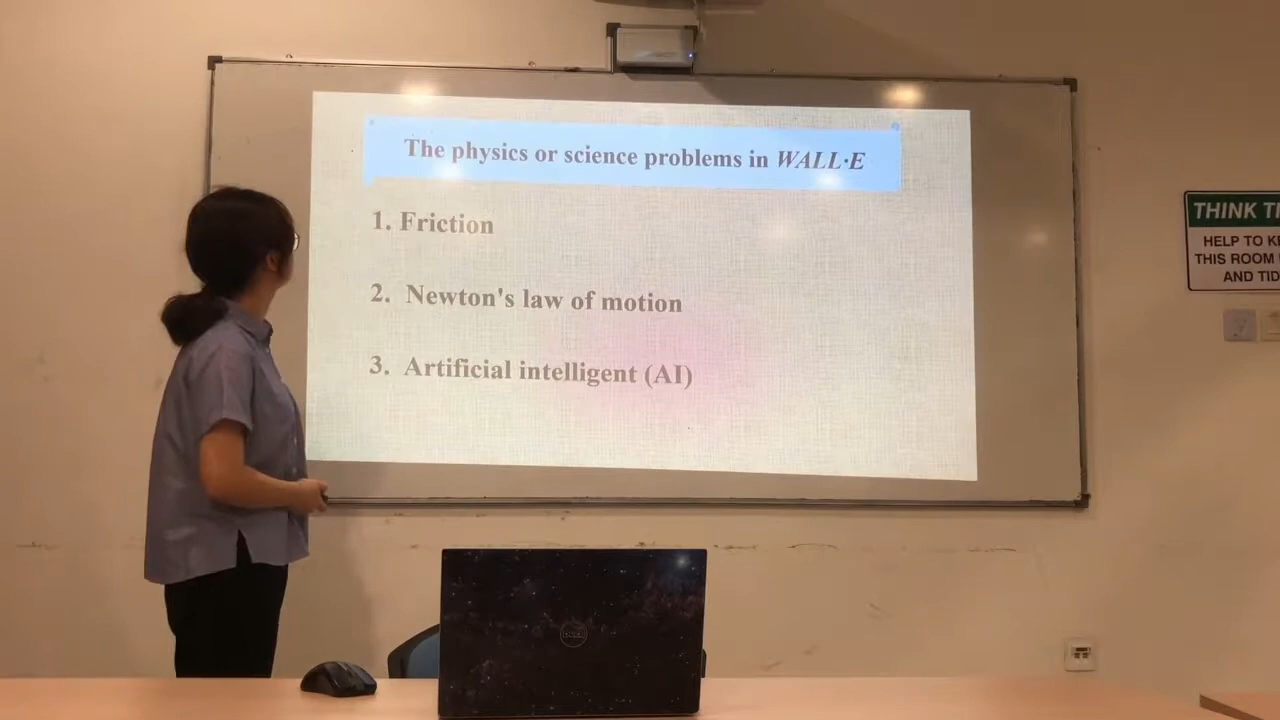 The physics or science problems in WALL·E
1. Friction
2. Newton's law of motion
3. Artificial intelligent (AI)
THINK
HELP TO
THIS ROOM
AND
DELL